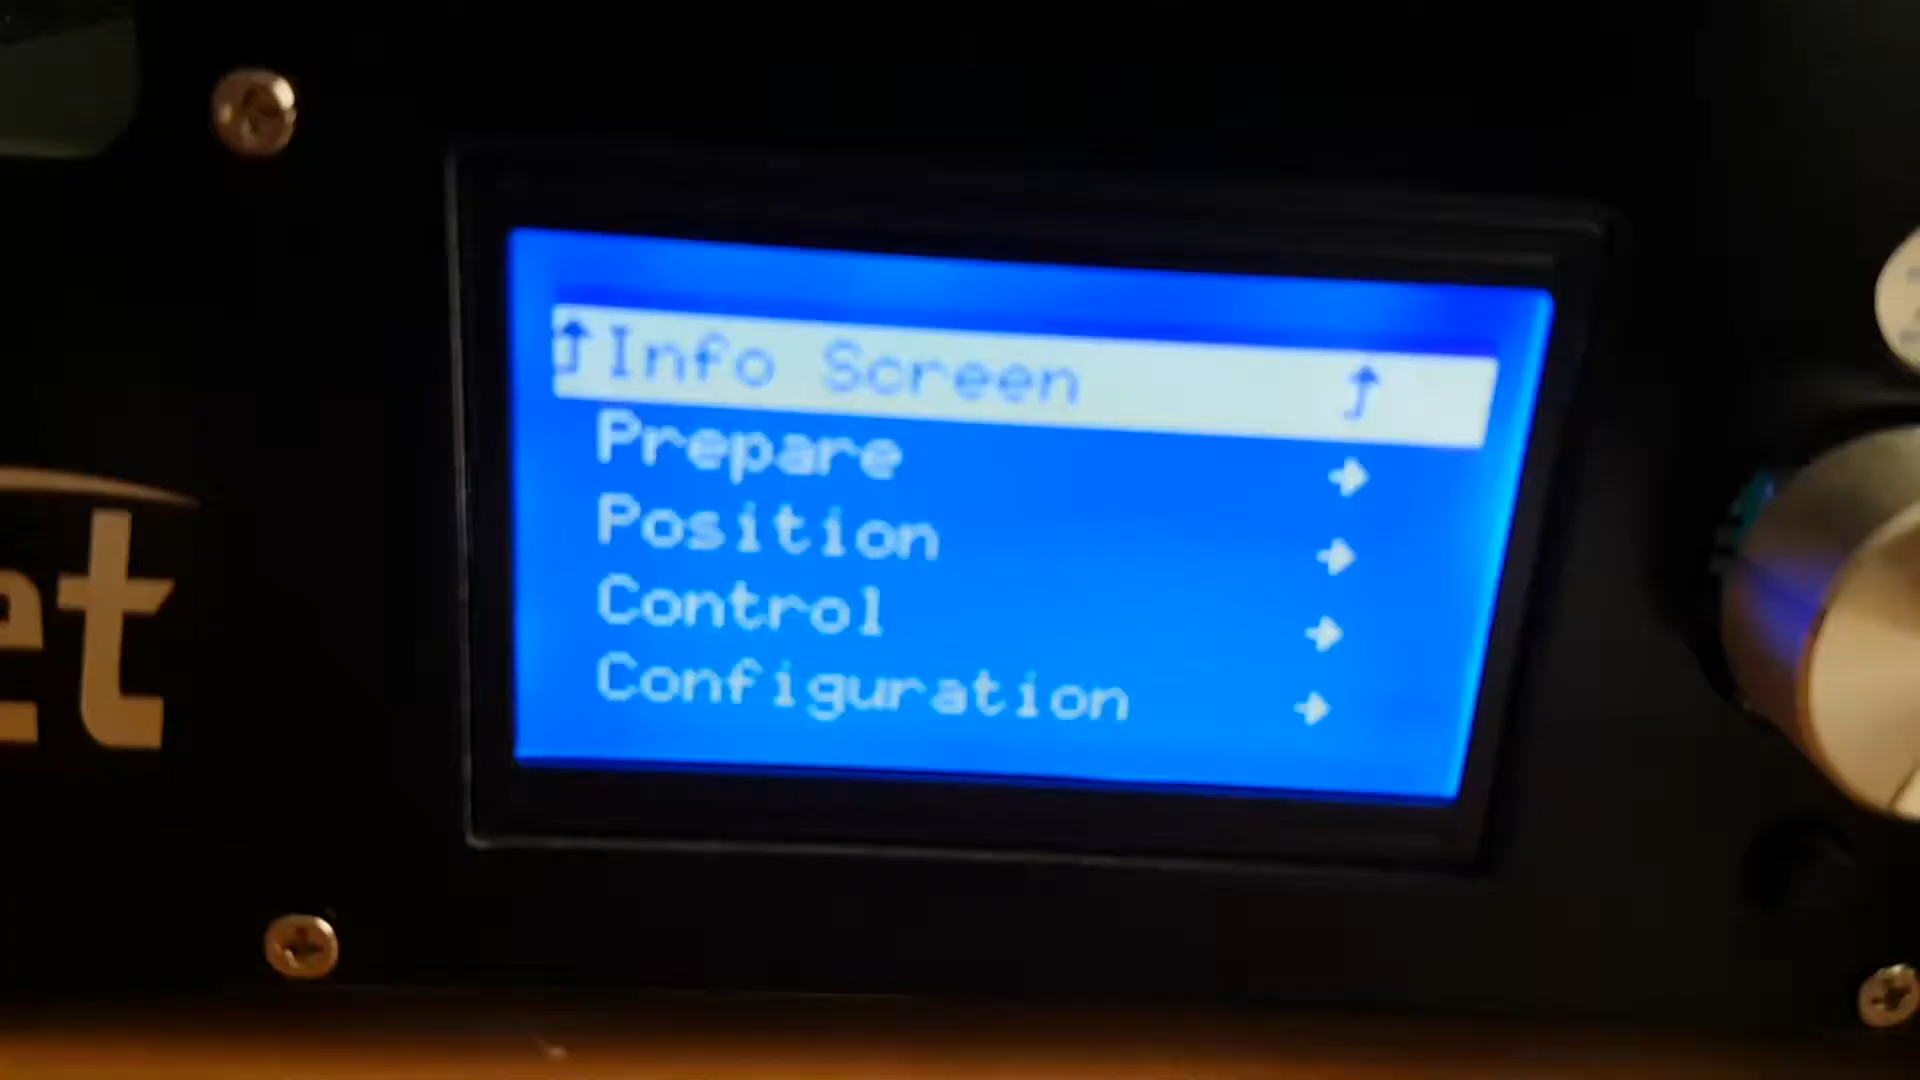 Info Screen
Prepare
Position
Control
Configuration
et